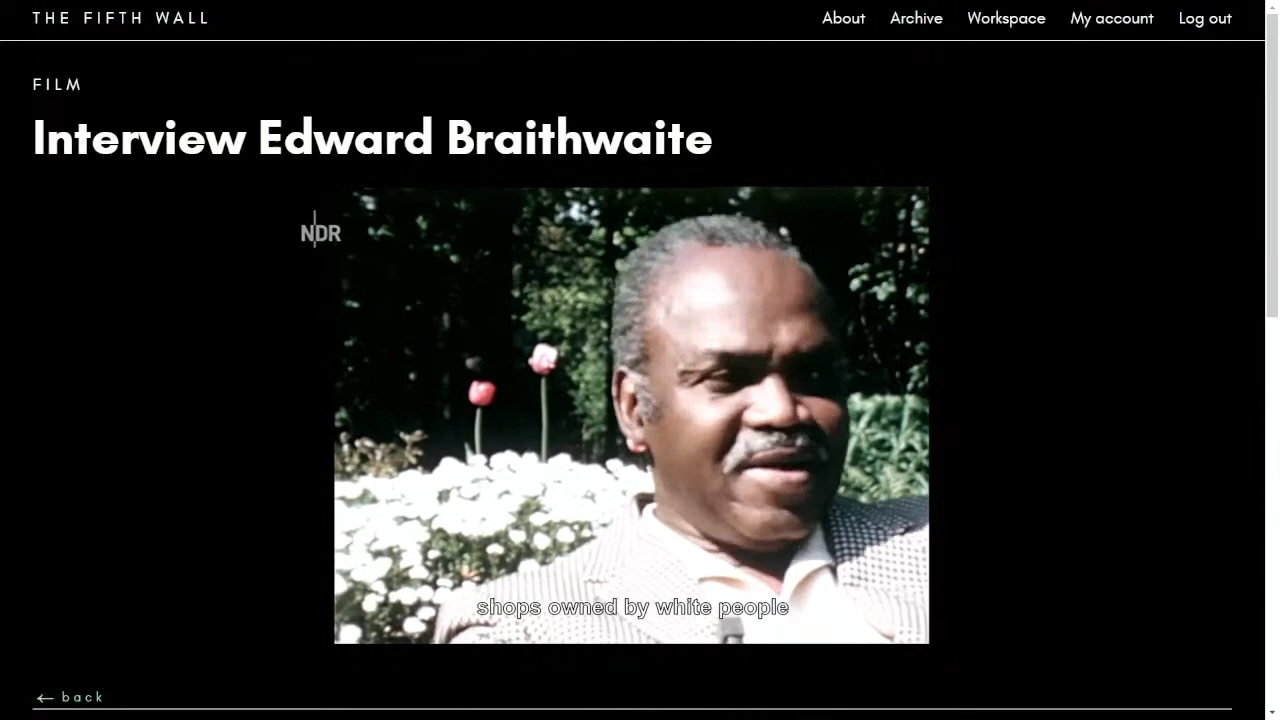 THE FIFTH WALL
About Archive Workspace My account Log out
FILM
Interview Edward Braithwaite
NDR
shops owned by white people
← back